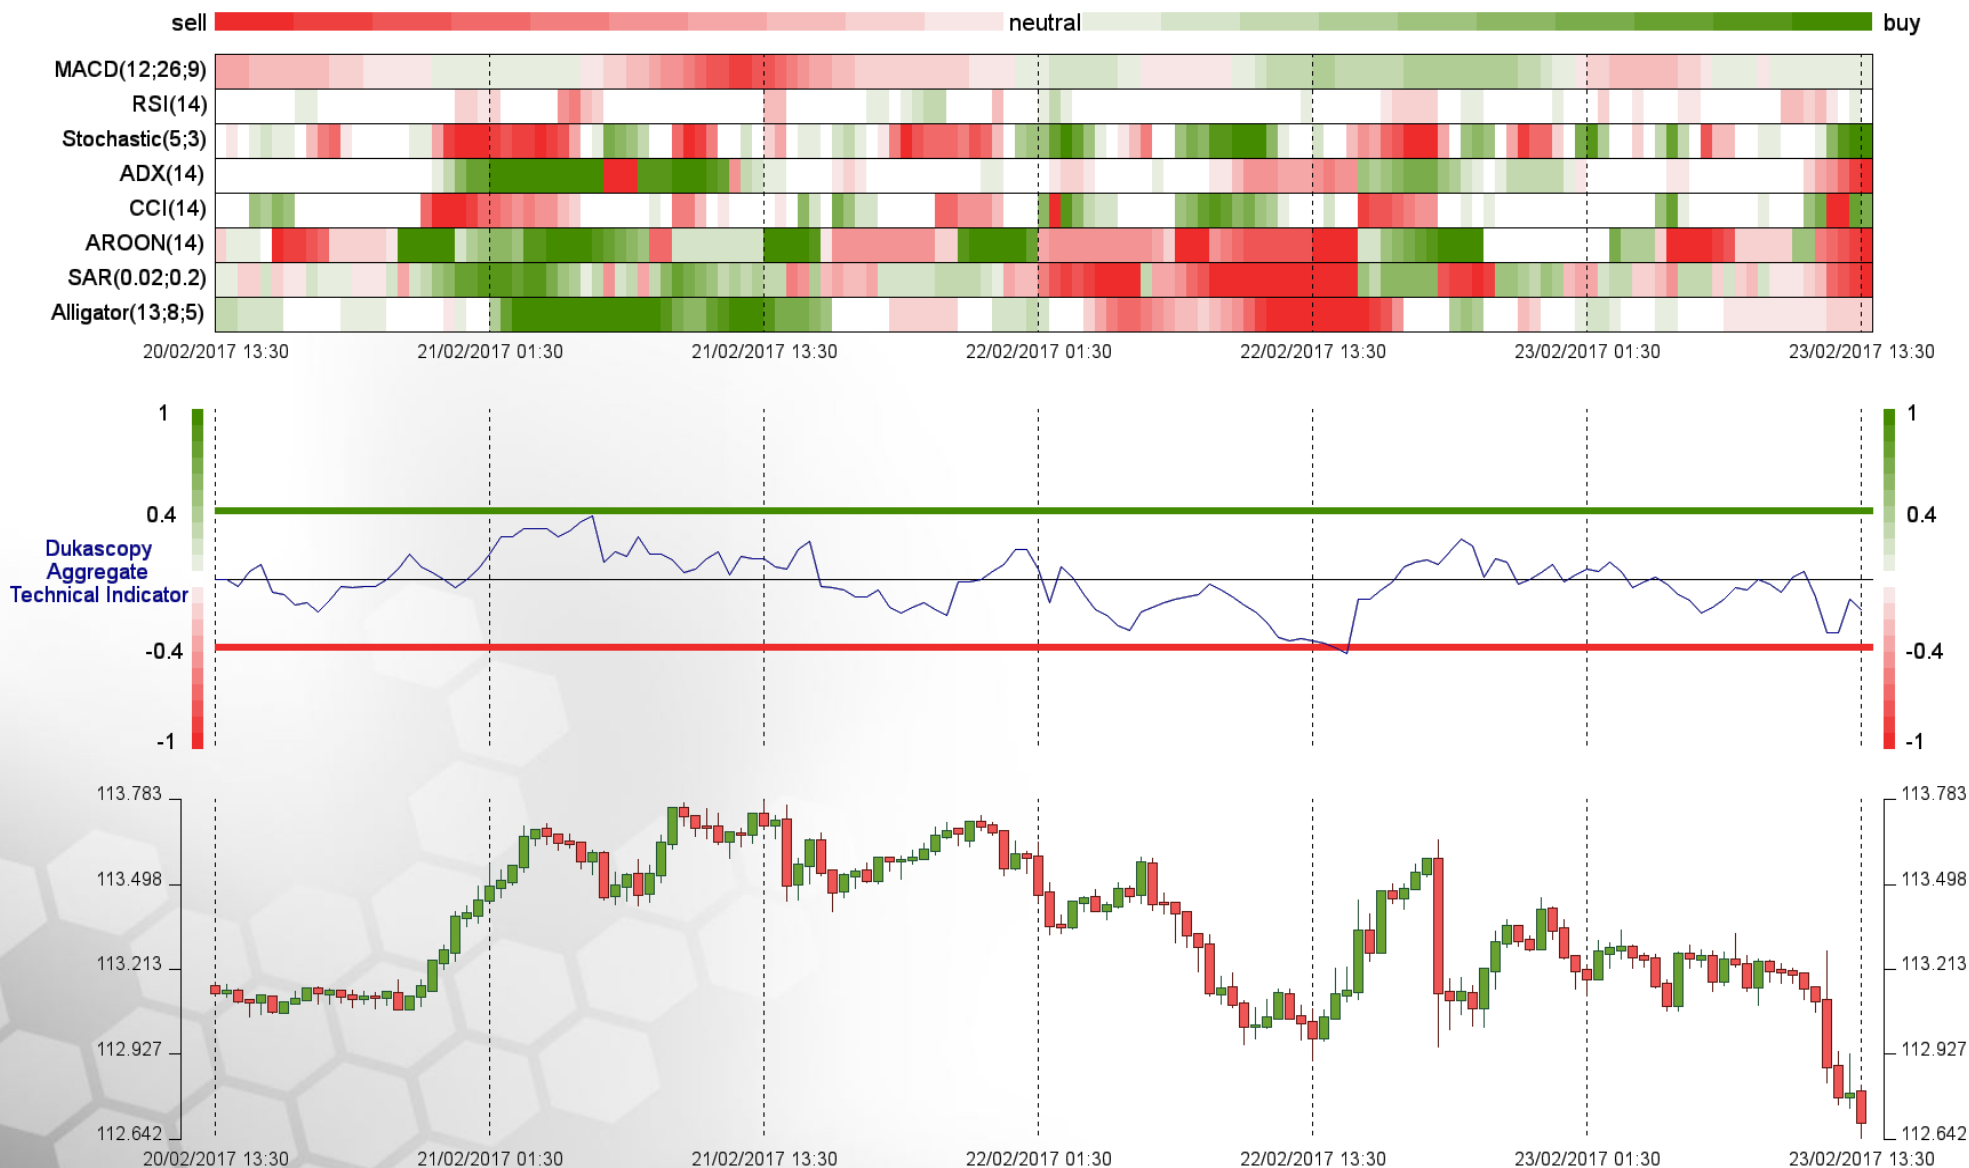 sell neutral buy
MACD(12;26;9)
RSI(14)
Stochastic(5;3)
ADX(14)
CCI(14)
AROON(14)
SAR(0.02;0.2)
Alligator(13;8;5)
20/02/2017 13:30 21/02/2017 01:30 21/02/2017 13:30 22/02/2017 01:30 22/02/2017 13:30 23/02/2017 01:30 23/02/2017 13:30
1 1
0.4 0.4
Dukascopy
Aggregate
Technical Indicator
-0.4 -0.4
-1 -1
113.783 113.783
113.498 113.498
113.213 113.213
112.927 112.927
112.642 112.642
20/02/2017 13:30 21/02/2017 01:30 21/02/2017 13:30 22/02/2017 01:30 22/02/2017 13:30 23/02/2017 01:30 23/02/2017 13:30